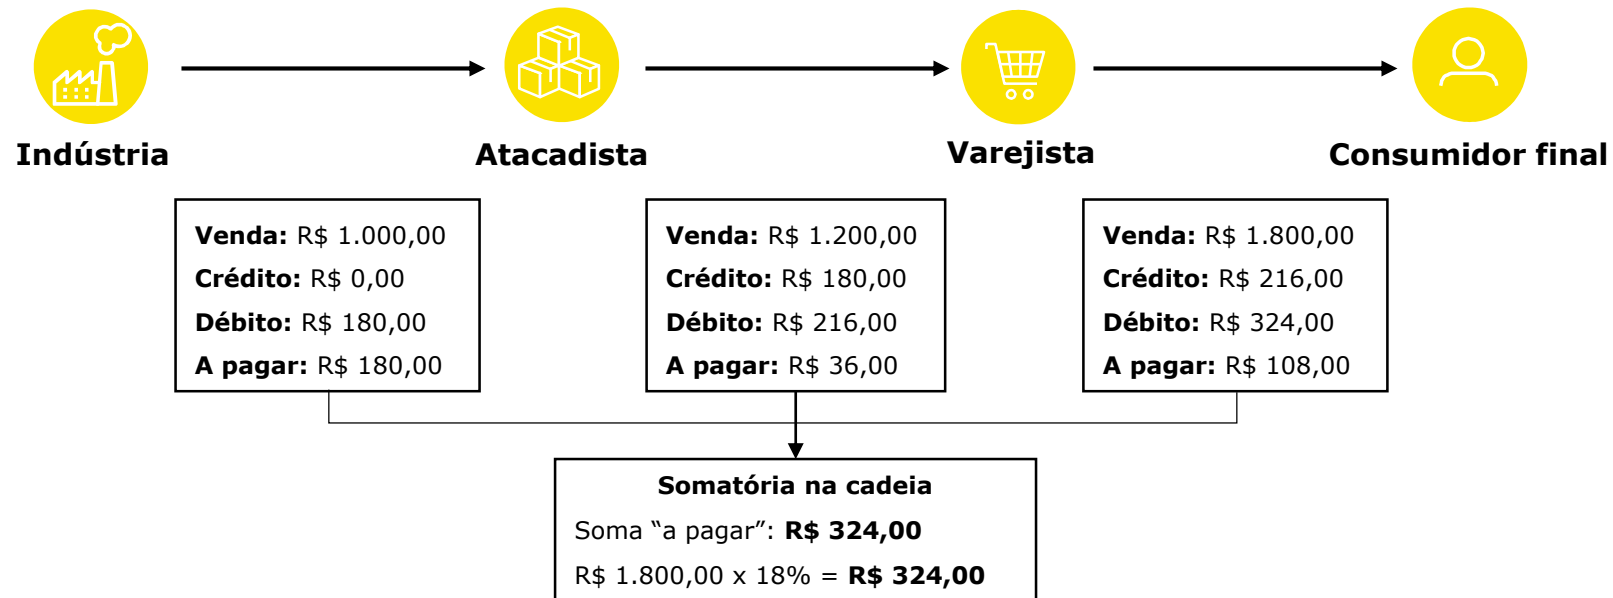 Indústria
Atacadista
Varejista
Consumidor final
Venda: R$ 1.000,00
Crédito: R$ 0,00
Débito: R$ 180,00
A pagar: R$ 180,00
Venda: R$ 1.200,00
Crédito: R$ 180,00
Débito: R$ 216,00
A pagar: R$ 36,00
Venda: R$ 1.800,00
Crédito: R$ 216,00
Débito: R$ 324,00
A pagar: R$ 108,00
Somatória na cadeia
Soma “a pagar”: R$ 324,00
R$ 1.800,00 x 18% = R$ 324,00